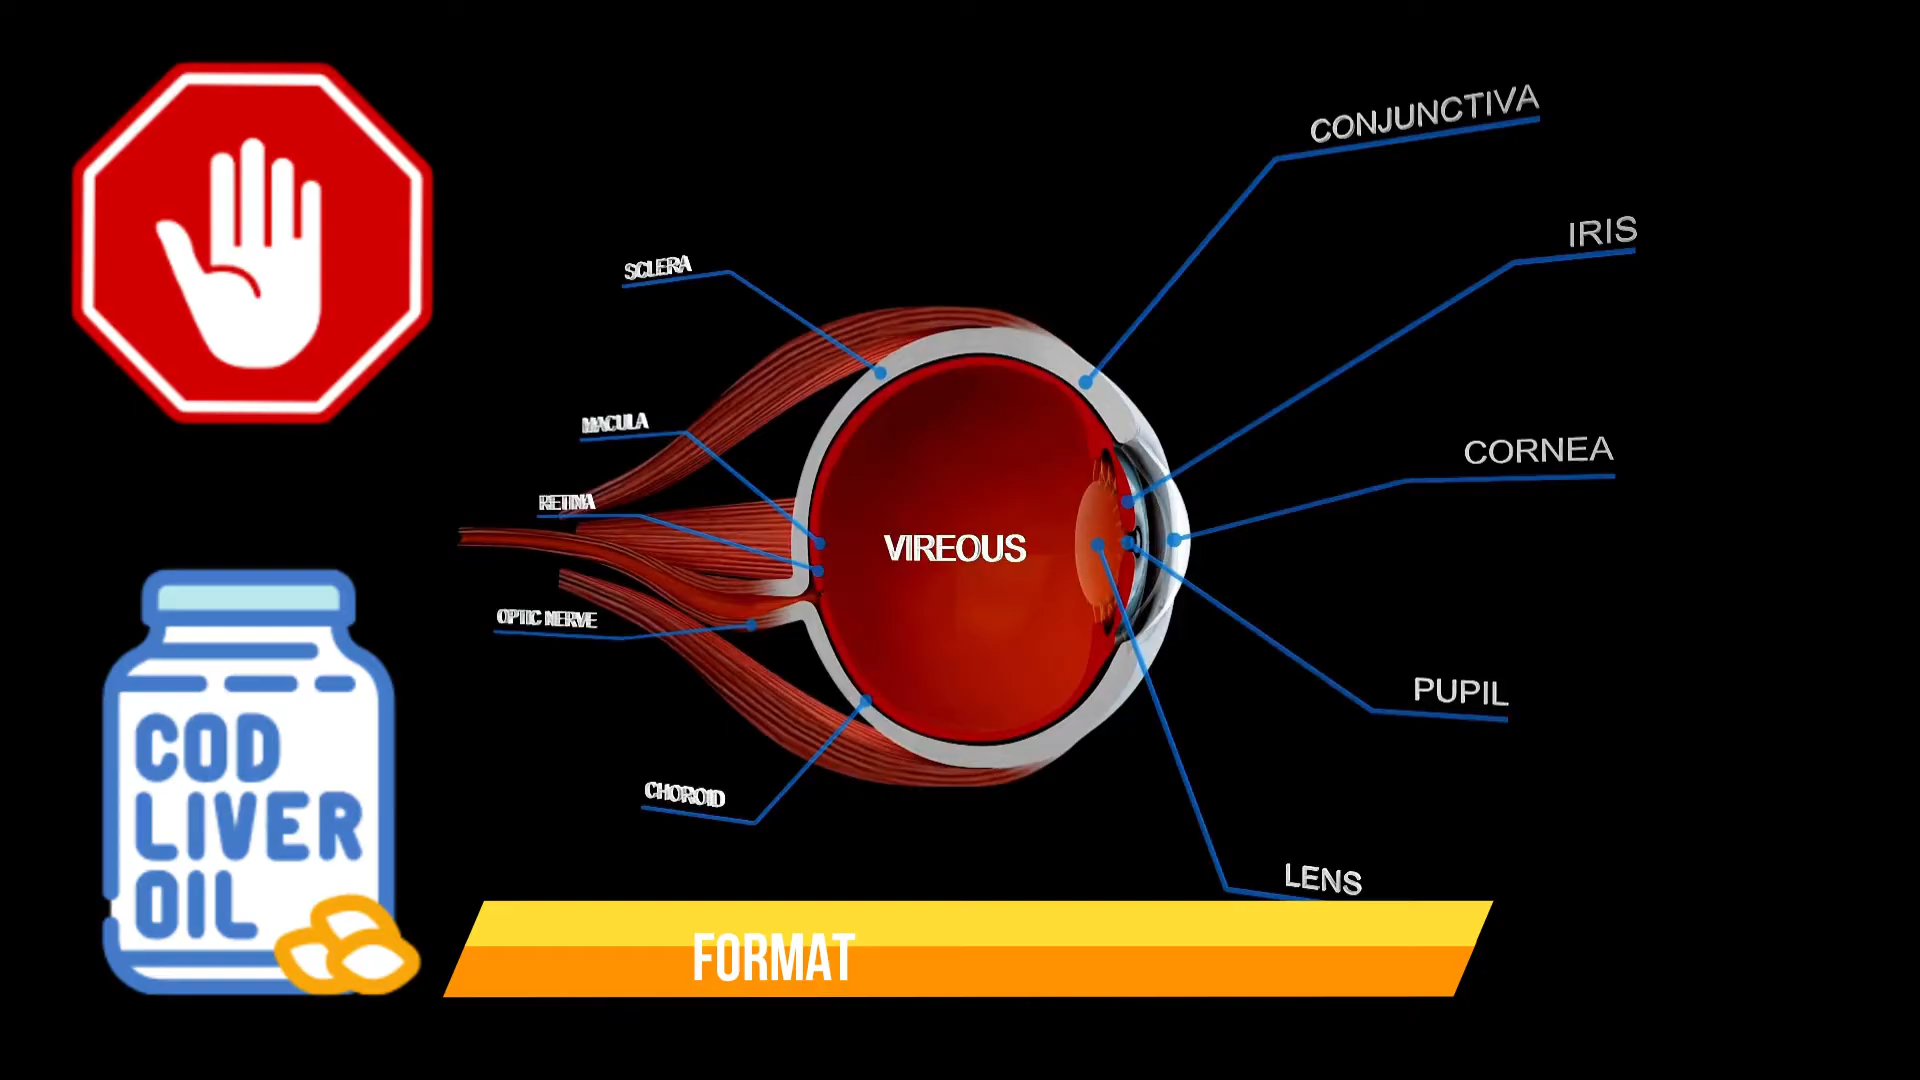 CONJUNCTIVA
IRIS
SCLERA
MACULA
CORNEA
RETINA
VIREOUS
OPTIC NERVE
PUPIL
COD
LIVER
OIL
CHOROID
LENS
FORMAT